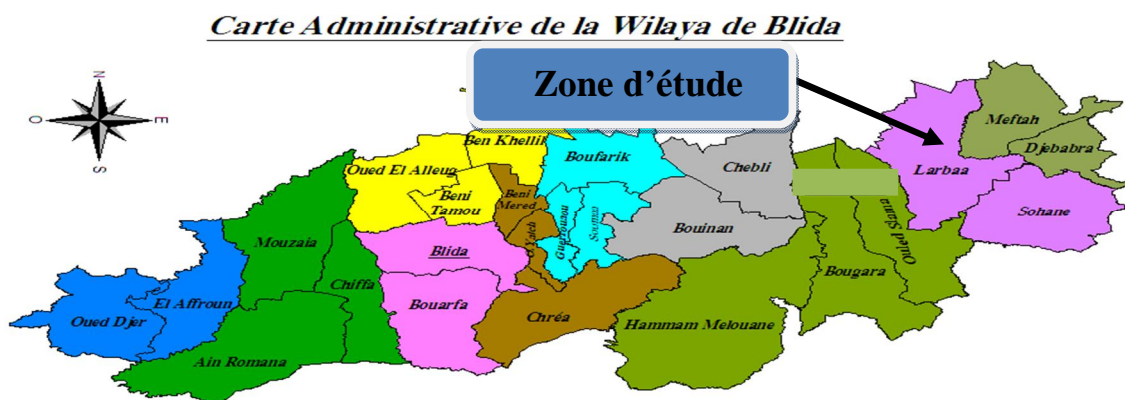 Carte Administrative de la Wilaya de Blida
Zone d'étude
N
O
E
S
Meftah
Djebabra
Larbaa
Sohane
Ben Khellil
Boufarik
Chebli
Oued El Alleug
Beni
Tamou
Beni
Mered
Guerrouaou
Soumaa
Bouinan
Ouled Slama
Mouzaia
Blida
Chiffa
Bougara
El Affroun
Bouarfa
Chréa
Hammam Melouane
Oued Djer
Ain Romana